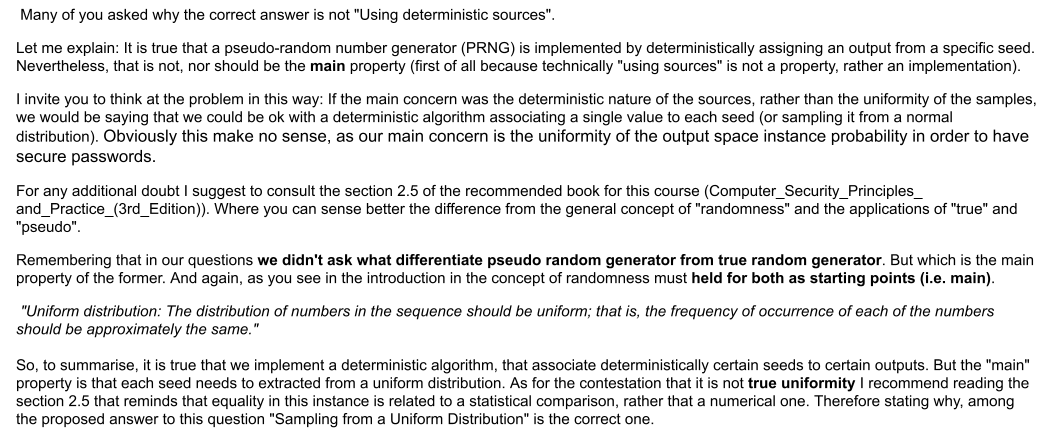 Many of you asked why the correct answer is not "Using deterministic sources".
Let me explain: It is true that a pseudo-random number generator (PRNG) is implemented by deterministically assigning an output from a specific seed.
Nevertheless, that is not, nor should be the main property (first of all because technically "using sources" is not a property, rather an implementation).
I invite you to think at the problem in this way: If the main concern was the deterministic nature of the sources, rather than the uniformity of the samples,
we would be saying that we could be ok with a deterministic algorithm associating a single value to each seed (or sampling it from a normal
distribution). Obviously this make no sense, as our main concern is the uniformity of the output space instance probability in order to have
secure passwords.
For any additional doubt I suggest to consult the section 2.5 of the recommended book for this course (Computer_Security_Principles_
and_Practice_(3rd_Edition)). Where you can sense better the difference from the general concept of "randomness" and the applications of "true" and
"pseudo".
Remembering that in our questions we didn't ask what differentiate pseudo random generator from true random generator. But which is the main
property of the former. And again, as you see in the introduction in the concept of randomness must held for both as starting points (i.e. main).
"Uniform distribution: The distribution of numbers in the sequence should be uniform; that is, the frequency of occurrence of each of the numbers
should be approximately the same."
So, to summarise, it is true that we implement a deterministic algorithm, that associate deterministically certain seeds to certain outputs. But the "main"
property is that each seed needs to extracted from a uniform distribution. As for the contestation that it is not true uniformity I recommend reading the
section 2.5 that reminds that equality in this instance is related to a statistical comparison, rather that a numerical one. Therefore stating why, among
the proposed answer to this question "Sampling from a Uniform Distribution" is the correct one.